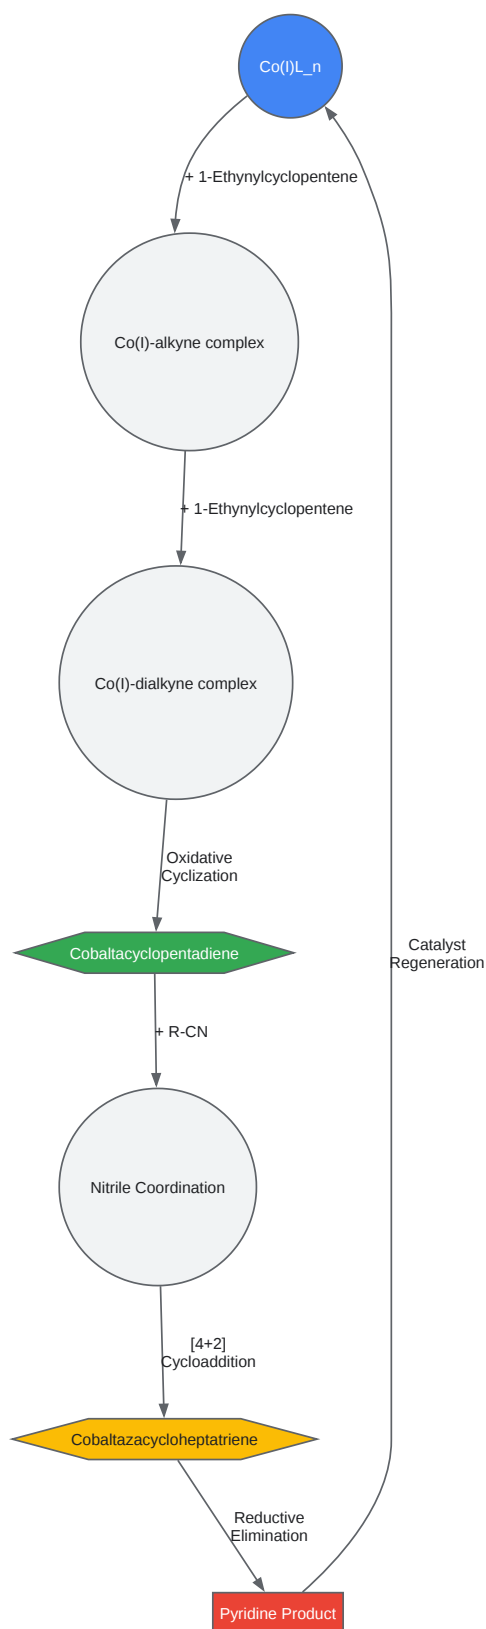 Co(I)L_n
+ 1-Ethynylcyclopentene
Co(I)-alkyne complex
+ 1-Ethynylcyclopentene
Co(I)-dialkyne complex
Oxidative
Cyclization
Cobaltacyclopentadiene
Catalyst
Regeneration
+ R-CN
Nitrile Coordination
[4+2]
Cycloaddition
Cobaltazacycloheptatriene
Reductive
Elimination
Pyridine Product